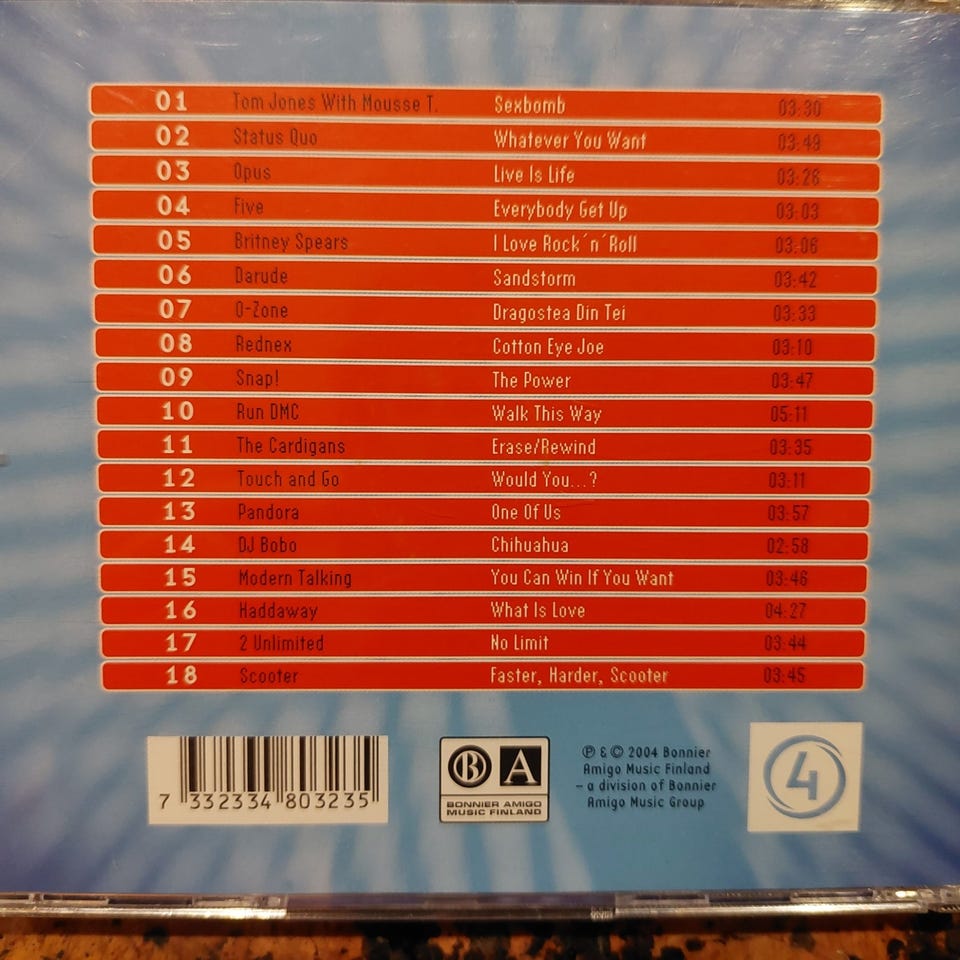 01 Tom Jones With Mousse T. Sexbomb 03:30
02 Status Quo Whatever You Want 03:49
03 Opus Live Is Life 03:28
04 Five Everybody Get Up 03:03
05 Britney Spears I Love Rock´n´Roll 03:06
06 Darude Sandstorm 03:42
07 O-Zone Dragostea Din Tei 03:33
08 Rednex Cotton Eye Joe 03:10
09 Snap! The Power 03:47
10 Run DMC Walk This Way 05:11
11 The Cardigans Erase/Rewind 03:35
12 Touch and Go Would You...? 03:11
13 Pandora One Of Us 03:57
14 DJ Bobo Chihuahua 02:58
15 Modern Talking You Can Win If You Want 03:46
16 Haddaway What Is Love 04:27
17 2 Unlimited No Limit 03:44
18 Scooter Faster, Harder, Scooter 03:45
7 332334 803235
B A
BONNIER AMIGO
MUSIC FINLAND
℗ & © 2004 Bonnier
Amigo Music Finland
– a division of Bonnier
Amigo Music Group
4